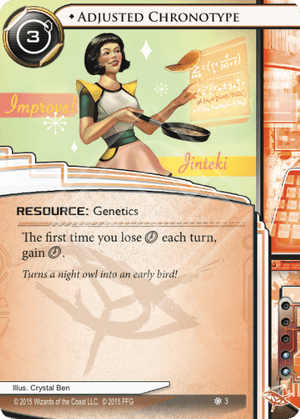 3
• Adjusted Chronotype
Improve!
Jinteki
Resource: Genetics
The first time you lose each turn,
gain .
Turns a night owl into an early bird!
Illus. Crystal Ben
© 2015 Wizards of the Coast LLC. © 2015 FFG
3